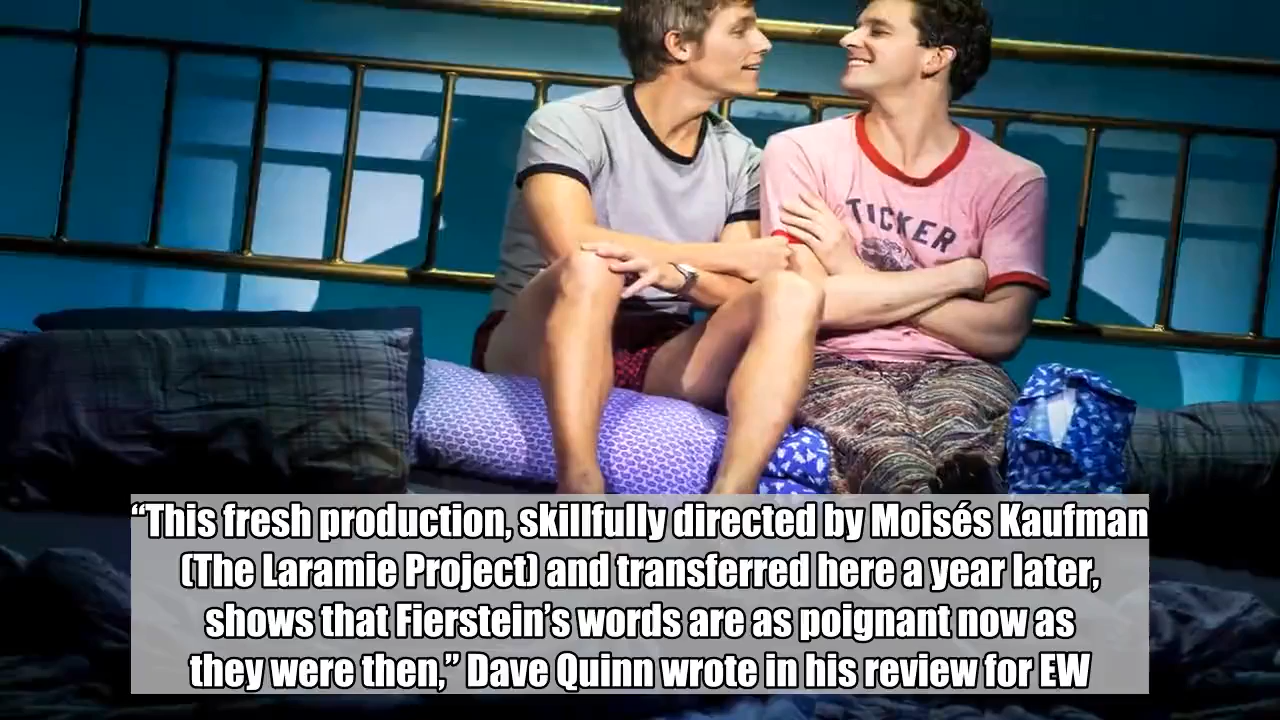 TICKER
“This fresh production, skillfully directed by Moisés Kaufman
(The Laramie Project) and transferred here a year later,
shows that Fierstein’s words are as poignant now as
they were then,” Dave Quinn wrote in his review for EW